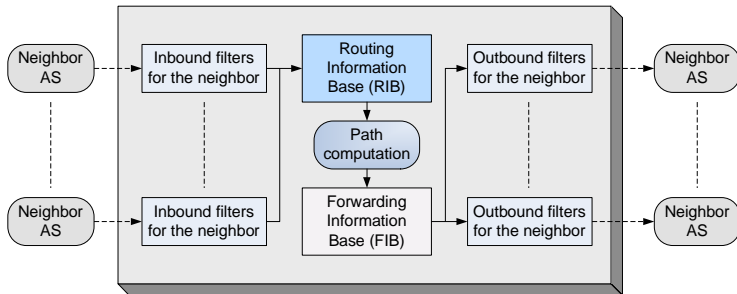 Neighbor
AS
Inbound filters
for the neighbor
Routing
Information
Base (RIB)
Outbound filters
for the neighbor
Neighbor
AS
Path
computation
Neighbor
AS
Inbound filters
for the neighbor
Forwarding
Information
Base (FIB)
Outbound filters
for the neighbor
Neighbor
AS